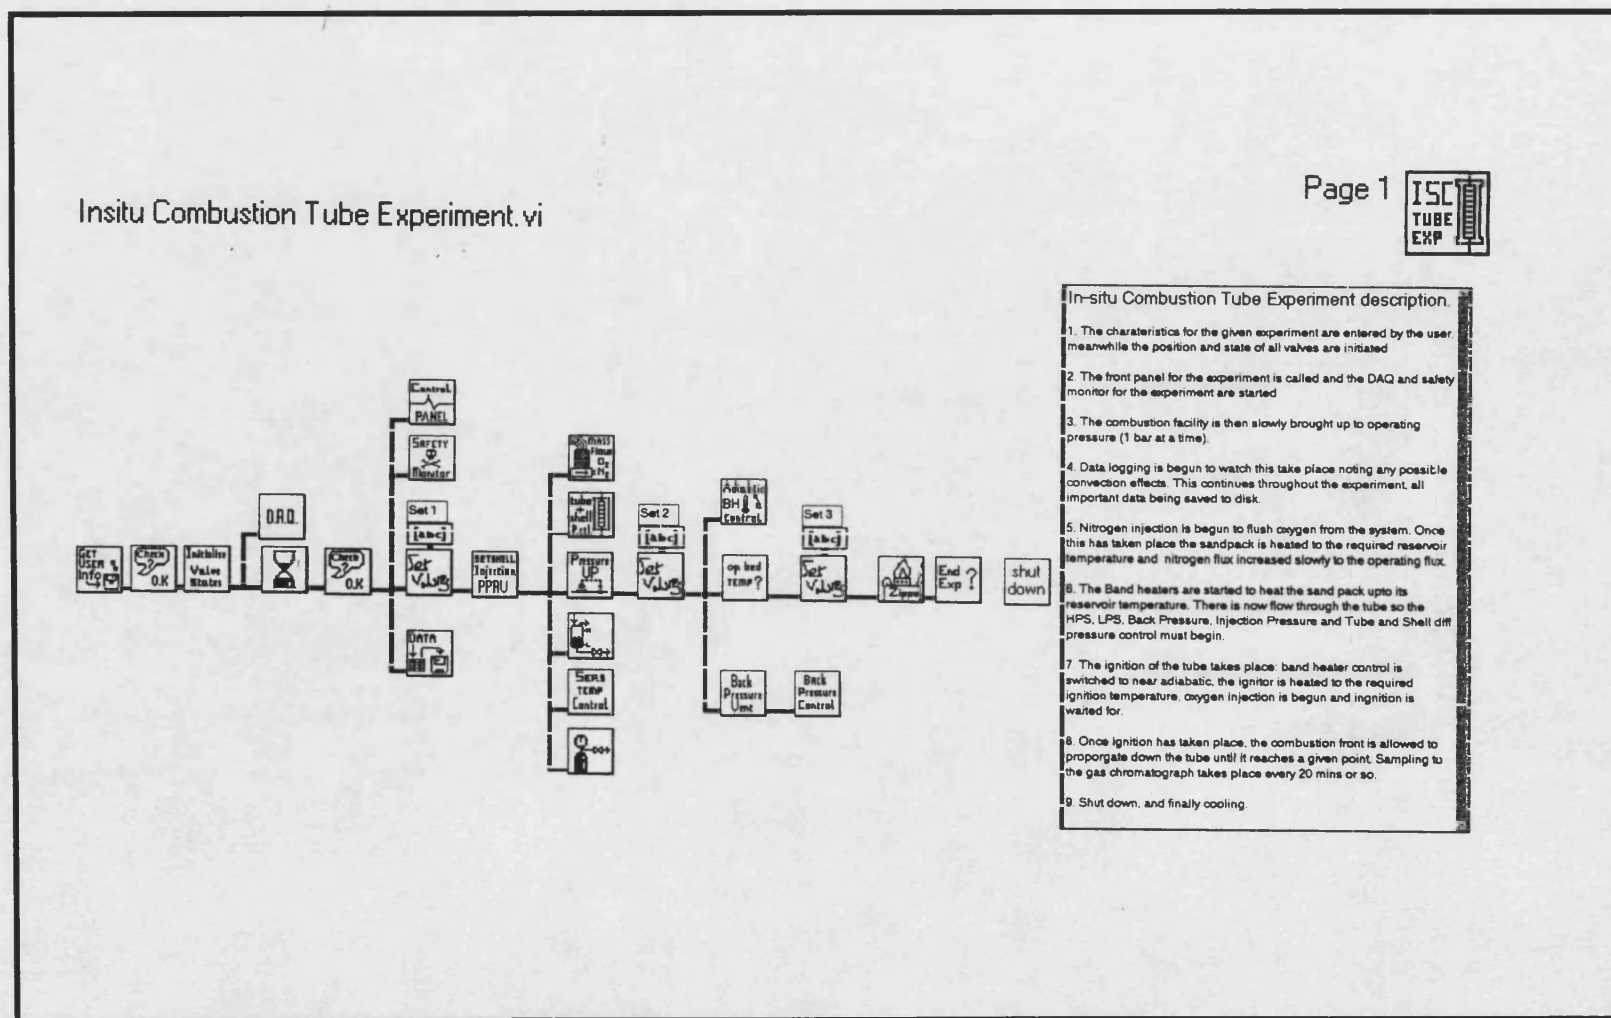 Page 1
ISC
TUBE
EXP
Insitu Combustion Tube Experiment.vi
In-situ Combustion Tube Experiment description.
1. The charateristics for the given experiment are entered by the user.
meanwhile the position and state of all valves are initiated
2. The front panel for the experiment is called and the DAQ and safety
monitor for the experiment are started
3. The combustion facility is then slowly brought up to operating
pressure (1 bar at a time).
4. Data logging is begun to watch this take place noting any possible
convection effects. This continues throughout the experiment, all
important data being saved to disk.
5. Nitrogen injection is begun to flush oxygen from the system. Once
this has taken place the sandpack is heated to the required reservoir
temperature and nitrogen flux increased slowly to the operating flux.
6. The Band heaters are started to heat the sand pack upto its
reservoir temperature. There is now flow through the tube so the
HPS, LPS, Back Pressure, Injection Pressure and Tube and Shell diff
pressure control must begin.
7. The ignition of the tube takes place: band heater control is
switched to near adiabatic, the ignitor is heated to the required
ignition temperature, oxygen injection is begun and ingnition is
waited for.
8. Once Ignition has taken place, the combustion front is allowed to
proporgate down the tube until it reaches a given point. Sampling to
the gas chromatograph takes place every 20 mins or so.
9. Shut down, and finally cooling.
GET
USER
Info
Check
O.K
Initialise
Valve
States
D.A.Q.
Check
O.K
Control
PANEL
SAFETY
Monitor
Set 1
[abc]
Set
Valves
DATA
Injection
PPRU
MASS
Flow
O2
N2
tube
+
shell
P.ctl
Pressure
UP
TEMP
Control
Set 2
[abc]
Set
Valves
BH
Control
op bed
TEMP?
Back
Pressure
Back
Pressure
Control
Set 3
[abc]
Set
Valves
Zippo
End
Exp ?
shut
down